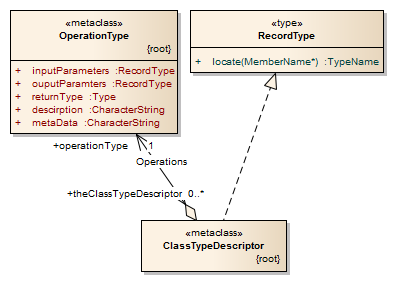 «metaclass»
OperationType
{root}
+ inputParameters :RecordType
+ ouputParamters :RecordType
+ returnType :Type
+ descirption :CharacterString
+ metaData :CharacterString
«type»
RecordType
+ locate(MemberName*) :TypeName
+operationType 1
Operations
+theClassTypeDescriptor 0..*
«metaclass»
ClassTypeDescriptor
{root}